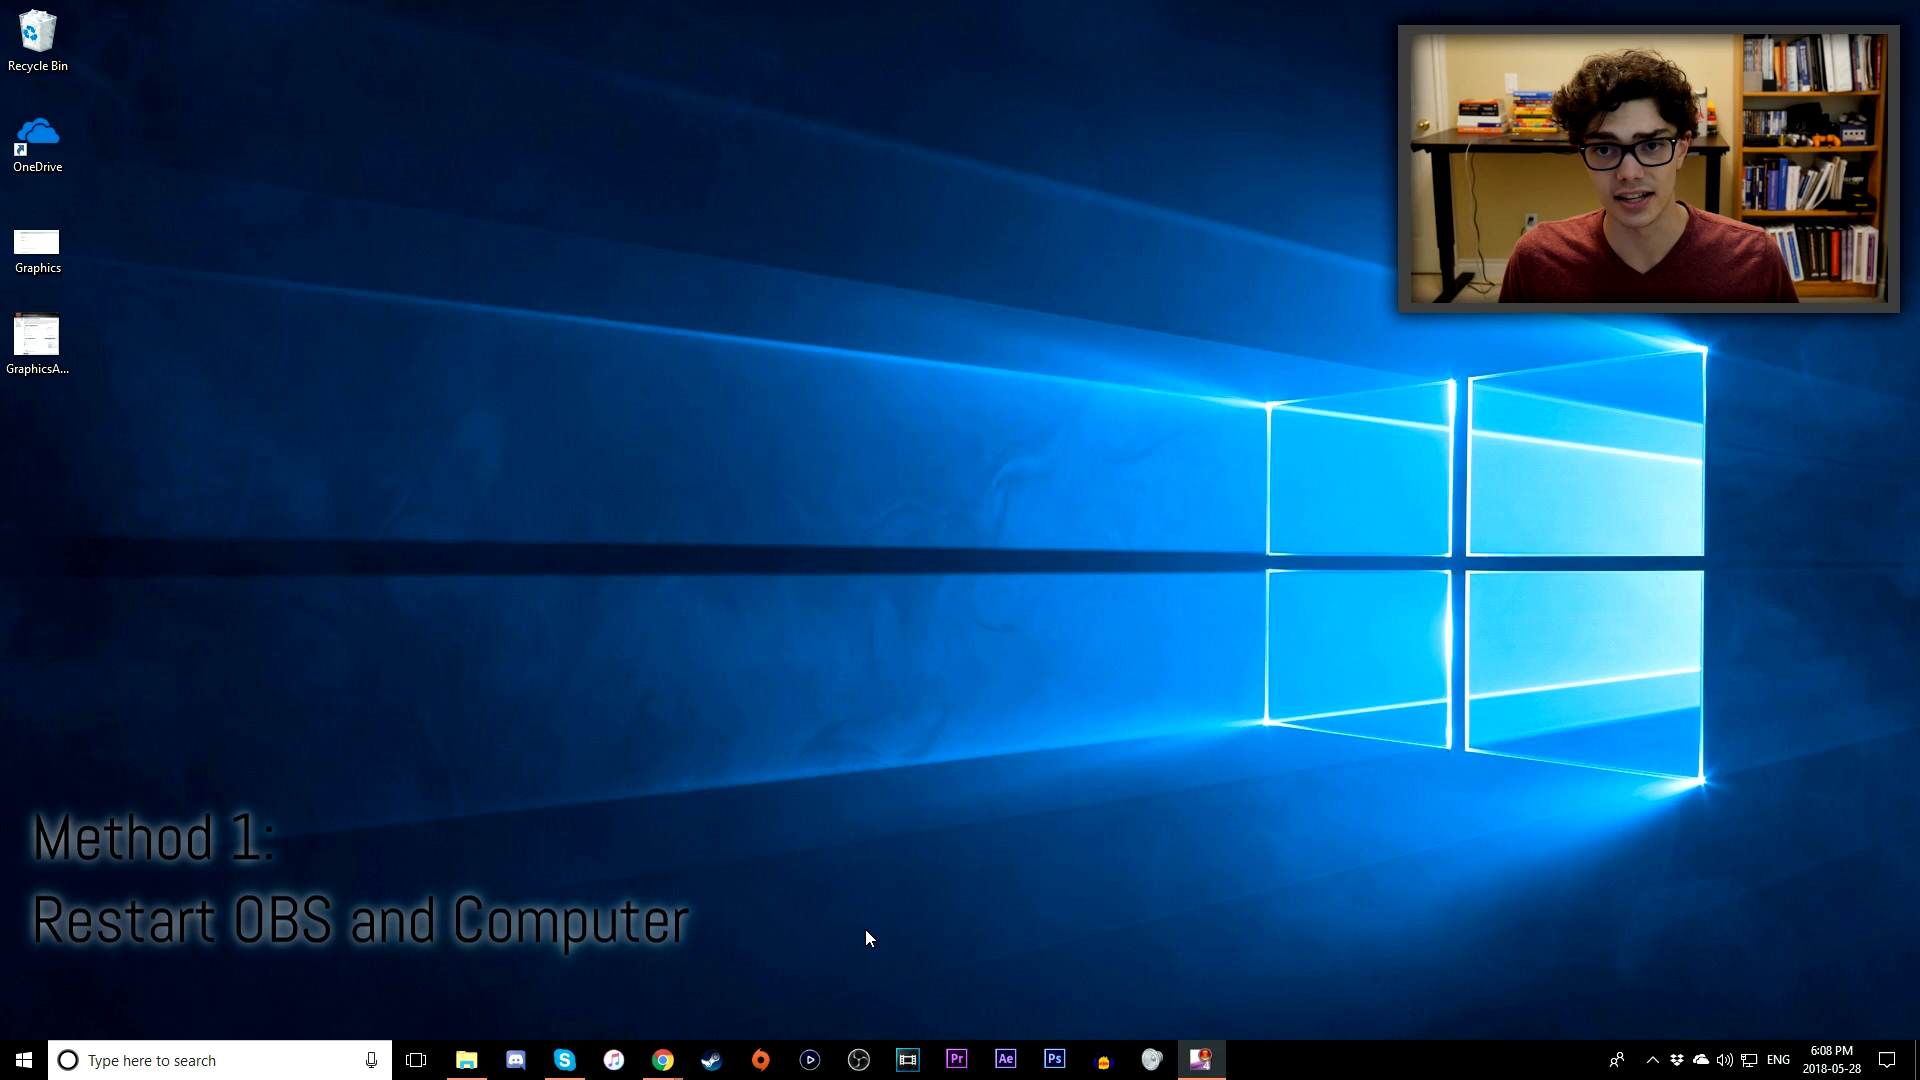 Recycle Bin
OneDrive
Graphics
GraphicsA...
Method 1:
Restart OBS and Computer
Type here to search
Pr
Ae
Ps
4
ENG
6:08 PM
2018-05-28